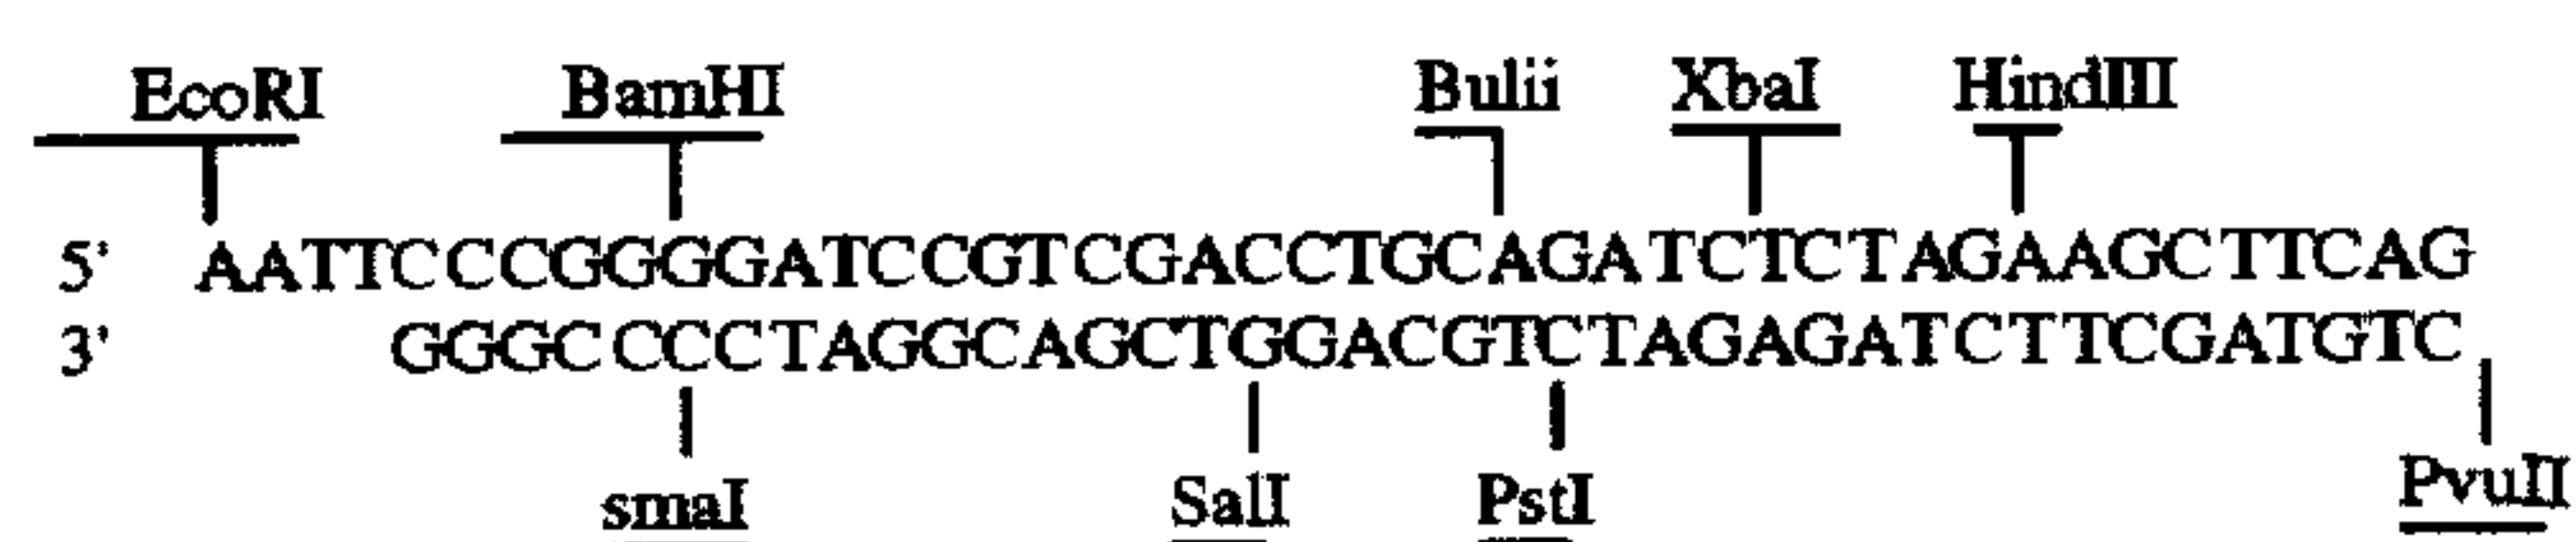 EcoRI BamHI Bulii XbaI HindIII
5' AATTCCCGGGGATCCGTCGACCTGCAGATCTCTAGAAGCTTCAG
3' GGGCCCCTAGGCAGCTGGACGTCTAGAGATCTTCGATGTC
smaI SalI PstI PvuII